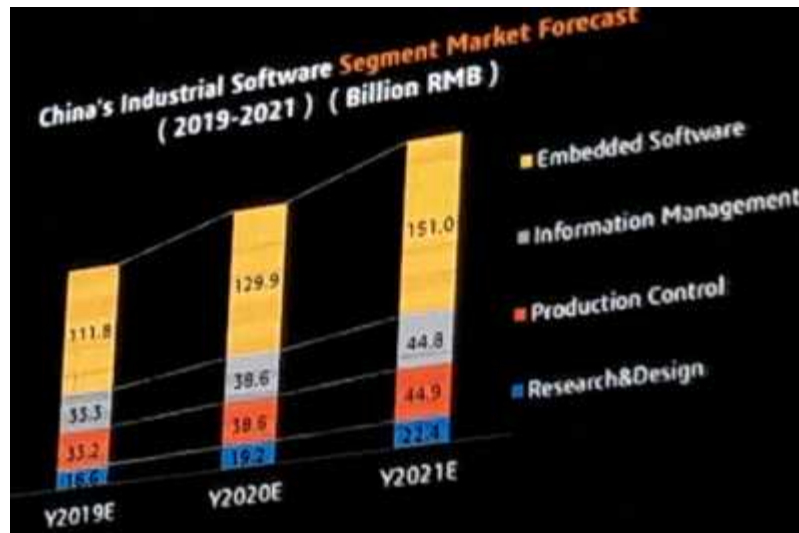 China's Industrial Software Segment Market Forecast
( 2019-2021 ) ( Billion RMB )
Embedded Software
Information Management
Production Control
Research&Design
111.8
33.3
33.2
129.9
38.6
38.6
19.2
151.0
44.8
44.9
22.4
Y2019E
Y2020E
Y2021E